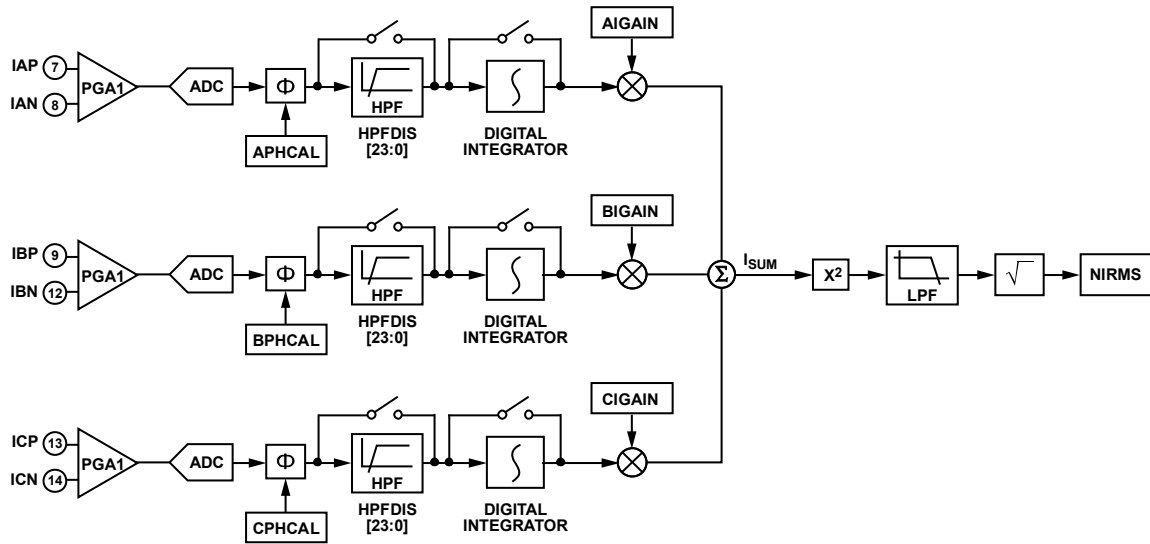 AIGAIN
IAP 7
PGA1
ADC
Φ
HPF
IAN 8
APHCAL
HPFDIS
[23:0]
DIGITAL
INTEGRATOR
BIGAIN
IBP 9
PGA1
ADC
Φ
HPF
IBN 12
BPHCAL
HPFDIS
[23:0]
DIGITAL
INTEGRATOR
Σ
ISUM
X²
LPF
√
NIRMS
CIGAIN
ICP 13
PGA1
ADC
Φ
HPF
ICN 14
CPHCAL
HPFDIS
[23:0]
DIGITAL
INTEGRATOR